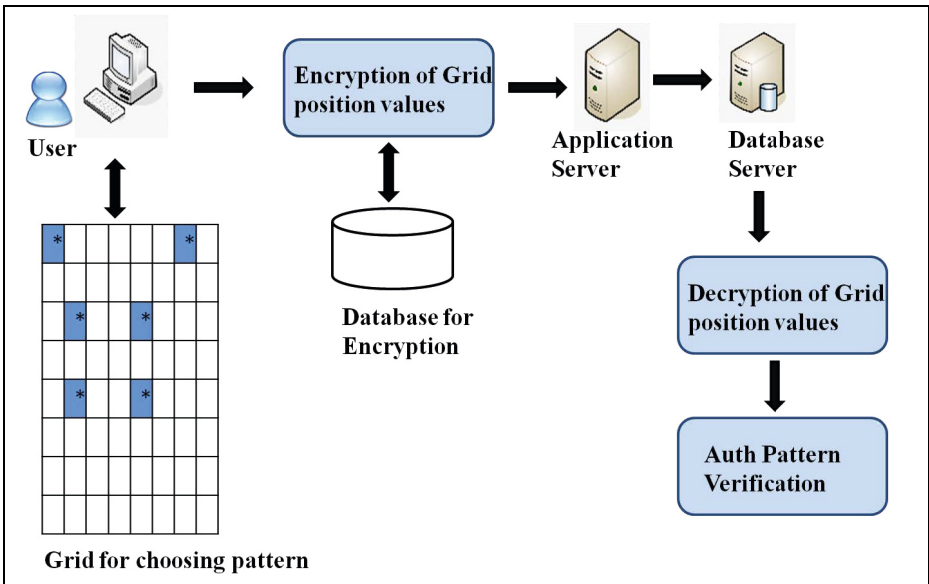 User
Encryption of Grid
position values
Application
Server
Database
Server
*
*
*
*
*
*
Database for
Encryption
Decryption of Grid
position values
Auth Pattern
Verification
Grid for choosing pattern